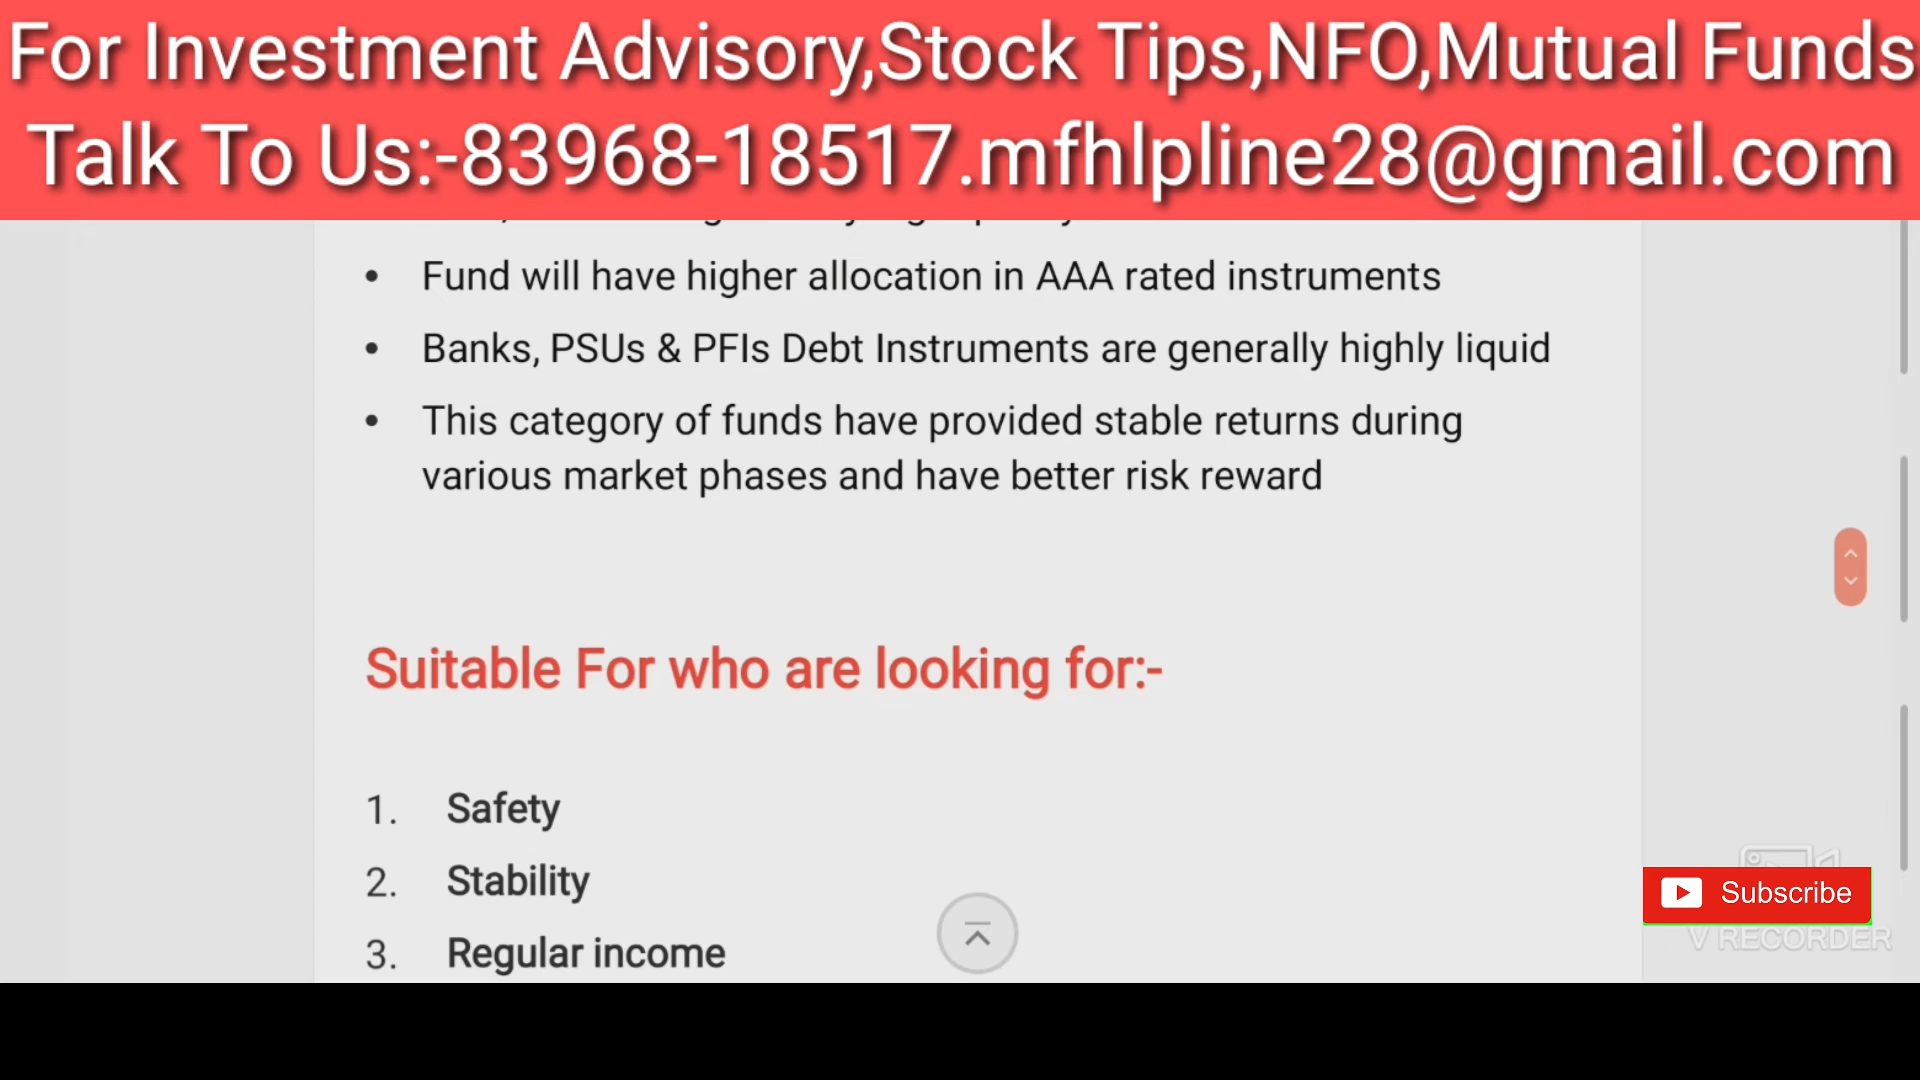 For Investment Advisory,Stock Tips,NFO,Mutual Funds
Talk To Us:-83968-18517.mfhlpline28@gmail.com
• Fund will have higher allocation in AAA rated instruments
• Banks, PSUs & PFIs Debt Instruments are generally highly liquid
• This category of funds have provided stable returns during
various market phases and have better risk reward
Suitable For who are looking for:-
1. Safety
2. Stability
3. Regular income
Subscribe
V RECORDER